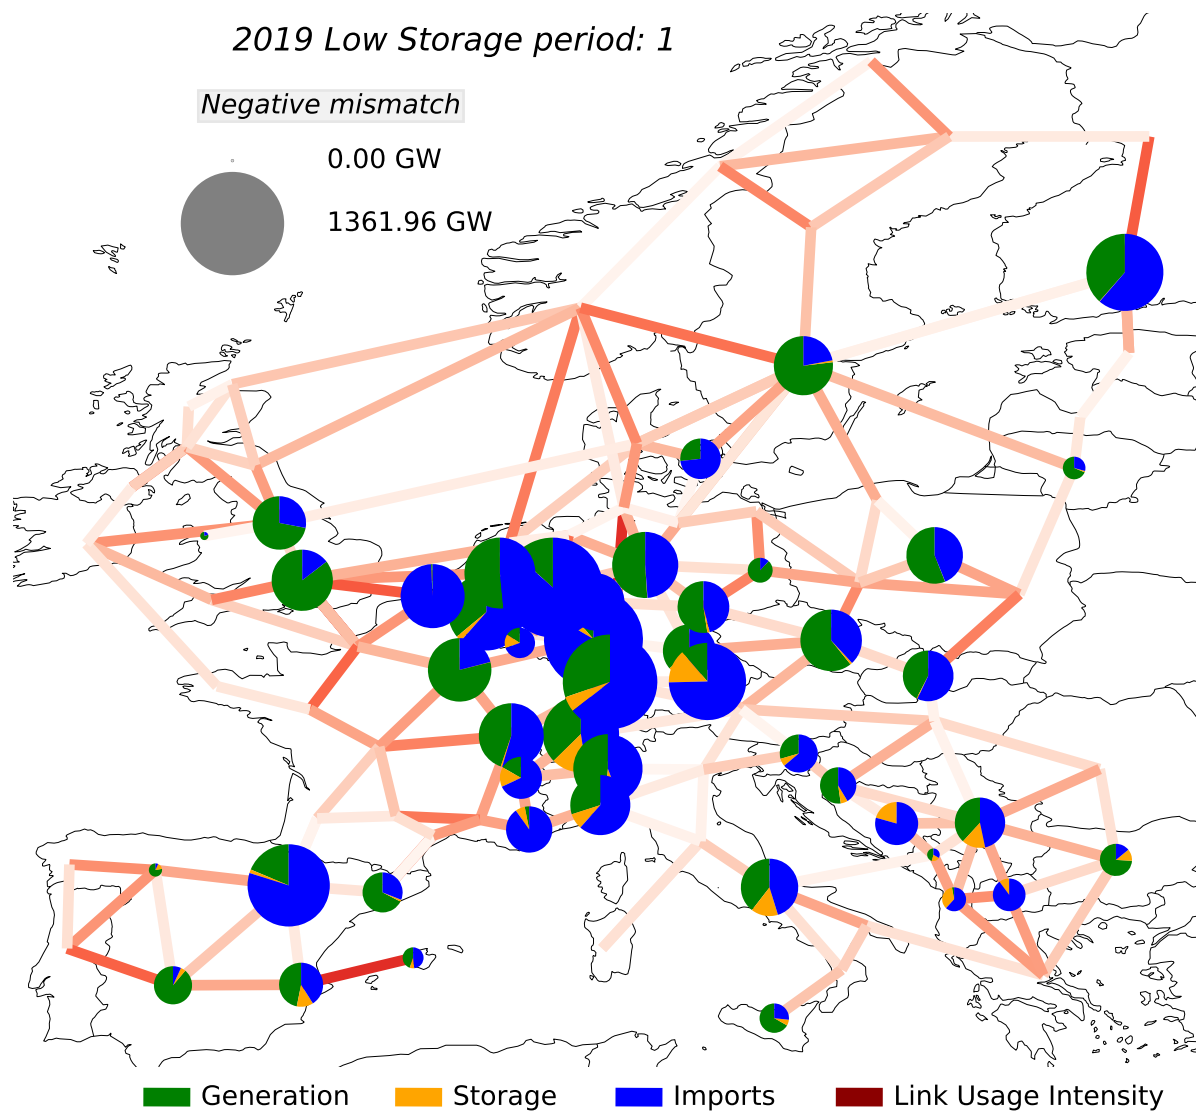 2019 Low Storage period: 1
Negative mismatch
0.00 GW
1361.96 GW
Generation
Storage
Imports
Link Usage Intensity